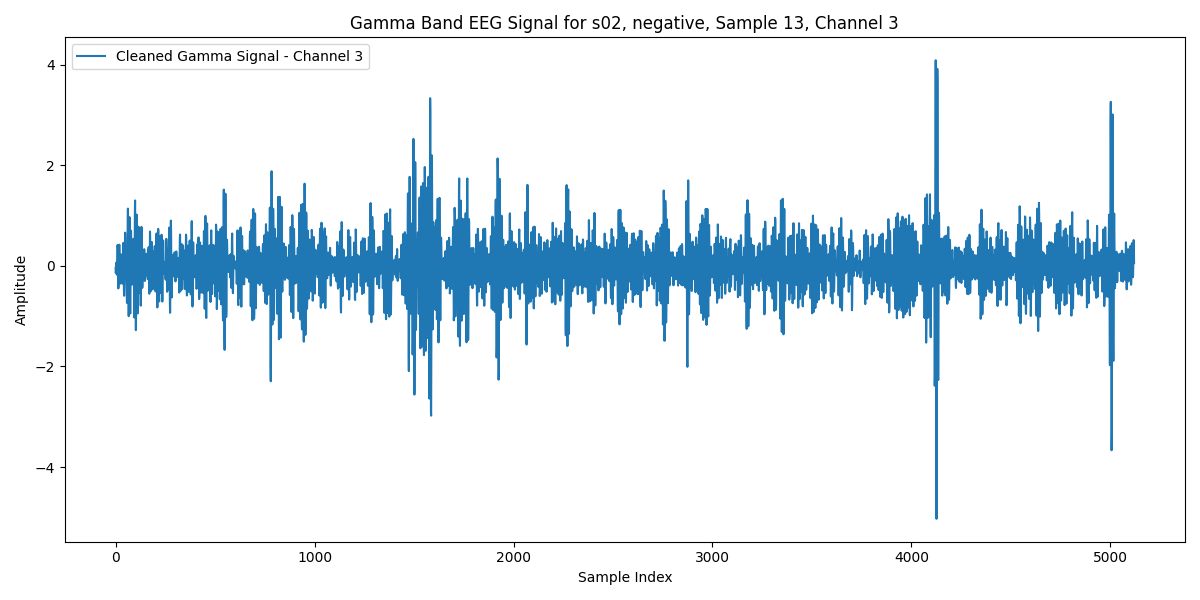 Gamma Band EEG Signal for s02, negative, Sample 13, Channel 3
Cleaned Gamma Signal - Channel 3
4
2
0
−2
−4
Amplitude
0 1000 2000 3000 4000 5000
Sample Index